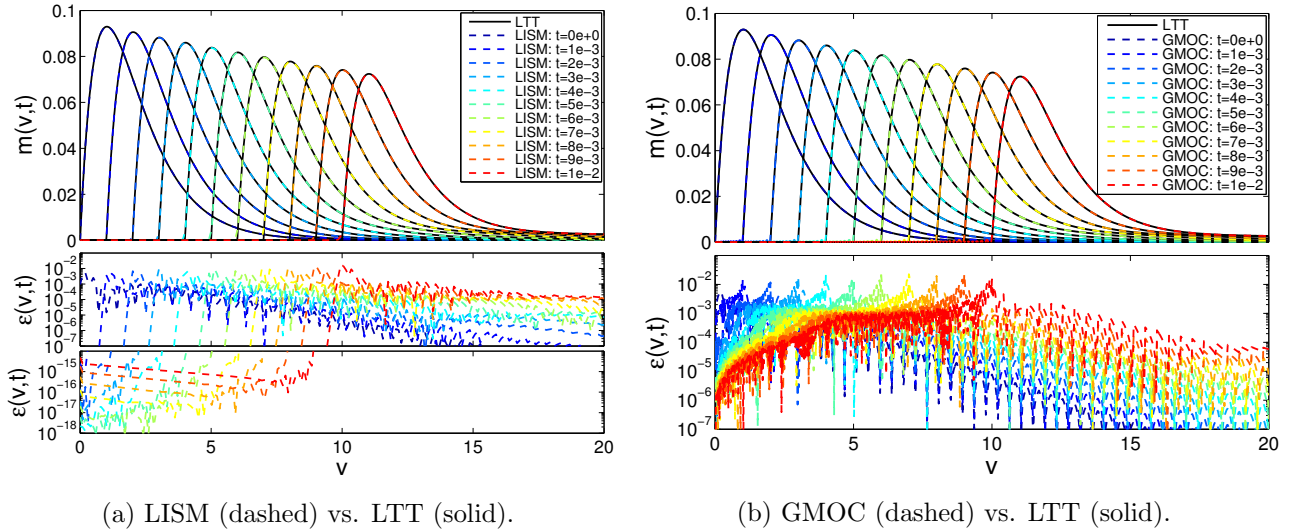 0.1
0.08
0.06
0.04
0.02
0
m(v,t)
LTT
LISM: t=0e+0
LISM: t=1e−3
LISM: t=2e−3
LISM: t=3e−3
LISM: t=4e−3
LISM: t=5e−3
LISM: t=6e−3
LISM: t=7e−3
LISM: t=8e−3
LISM: t=9e−3
LISM: t=1e−2
10−2
10−3
10−4
10−5
10−6
10−7
ε(v,t)
10−15
10−16
10−17
10−18
ε(v,t)
0 5 10 15 20
v
(a) LISM (dashed) vs. LTT (solid).
0.1
0.08
0.06
0.04
0.02
0
m(v,t)
LTT
GMOC: t=0e+0
GMOC: t=1e−3
GMOC: t=2e−3
GMOC: t=3e−3
GMOC: t=4e−3
GMOC: t=5e−3
GMOC: t=6e−3
GMOC: t=7e−3
GMOC: t=8e−3
GMOC: t=9e−3
GMOC: t=1e−2
10−2
10−3
10−4
10−5
10−6
10−7
ε(v,t)
0 5 10 15 20
v
(b) GMOC (dashed) vs. LTT (solid).